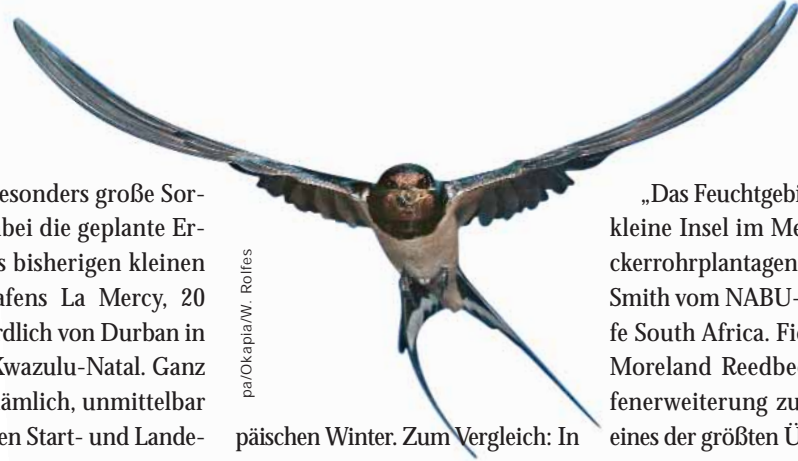 esonders große Sor-
bei die geplante Er-
s bisherigen kleinen
afens La Mercy, 20
rdlich von Durban in
Kwazulu-Natal. Ganz
ämlich, unmittelbar
en Start- und Lande-
pa/Okapia/W. Rolfes
päischen Winter. Zum Vergleich: In
„Das Feuchtgebi
kleine Insel im Me
ckerrohrplantagen
Smith vom NABU-
fe South Africa. Fie
Moreland Reedbe
fenerweiterung zu
eines der größten Ü